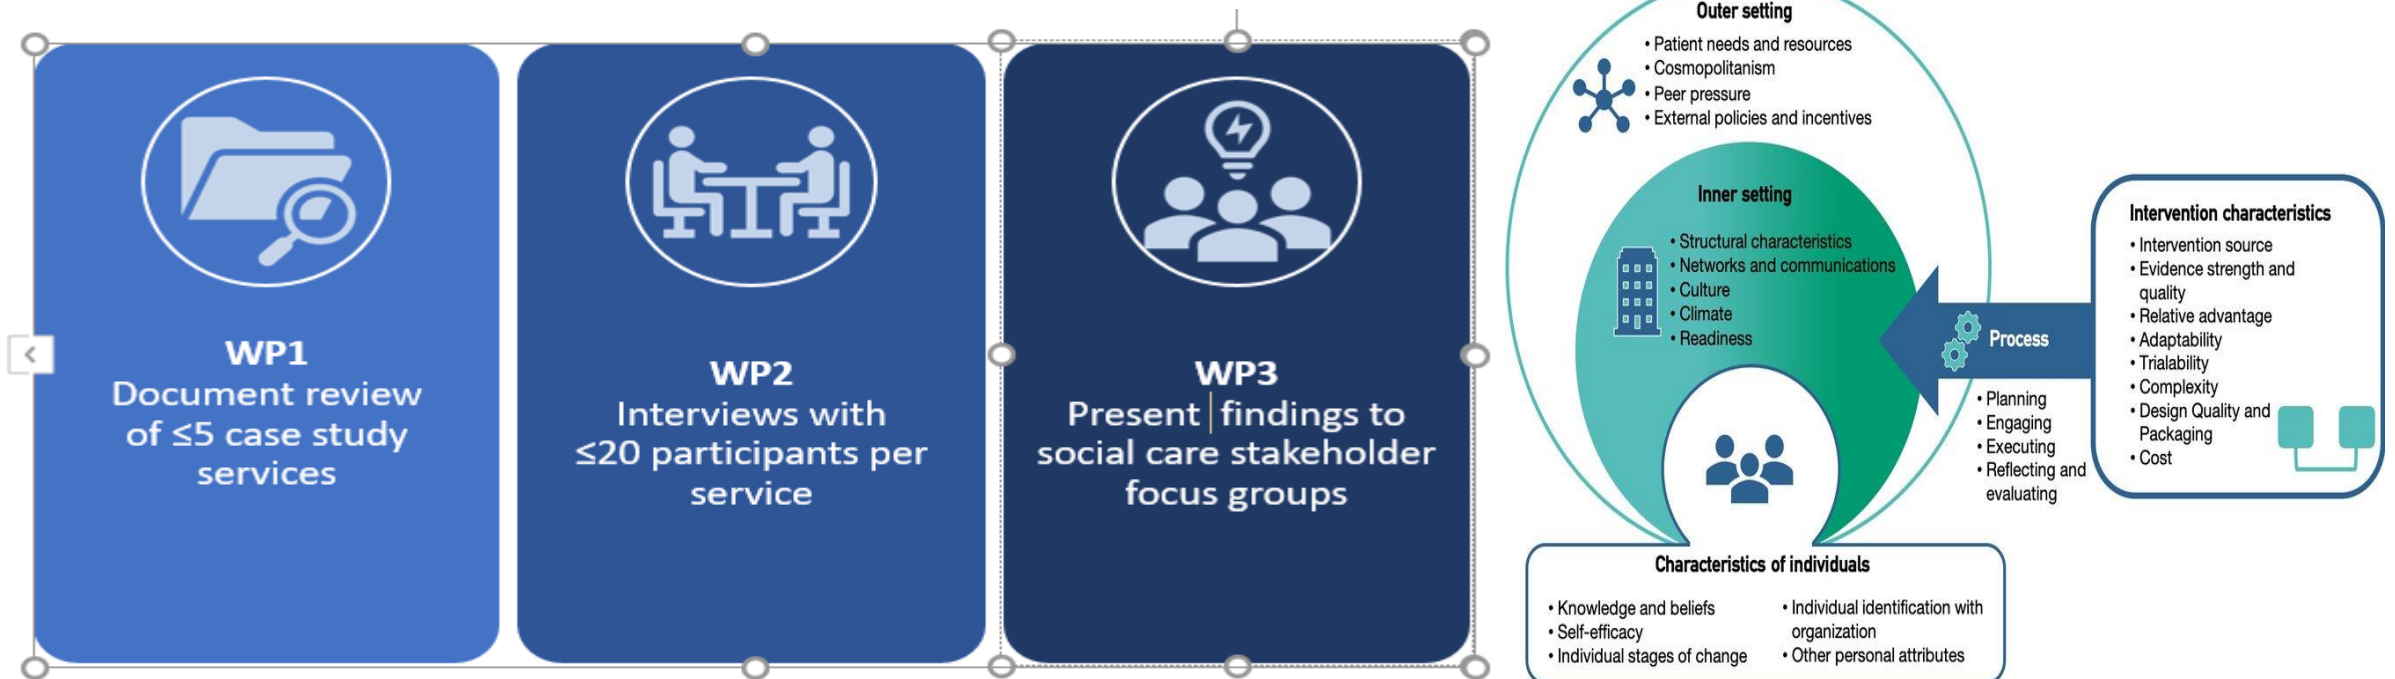 WP1
Document review
of ≤5 case study
services
WP2
Interviews with
≤20 participants per
service
WP3
Present findings to
social care stakeholder
focus groups
Outer setting
• Patient needs and resources
• Cosmopolitanism
• Peer pressure
• External policies and incentives
Inner setting
• Structural characteristics
• Networks and communications
• Culture
• Climate
• Readiness
Process
• Planning
• Engaging
• Executing
• Reflecting and
evaluating
Intervention characteristics
• Intervention source
• Evidence strength and
quality
• Relative advantage
• Adaptability
• Trialability
• Complexity
• Design Quality and
Packaging
• Cost
Characteristics of individuals
• Knowledge and beliefs
• Self-efficacy
• Individual stages of change
• Individual identification with
organization
• Other personal attributes